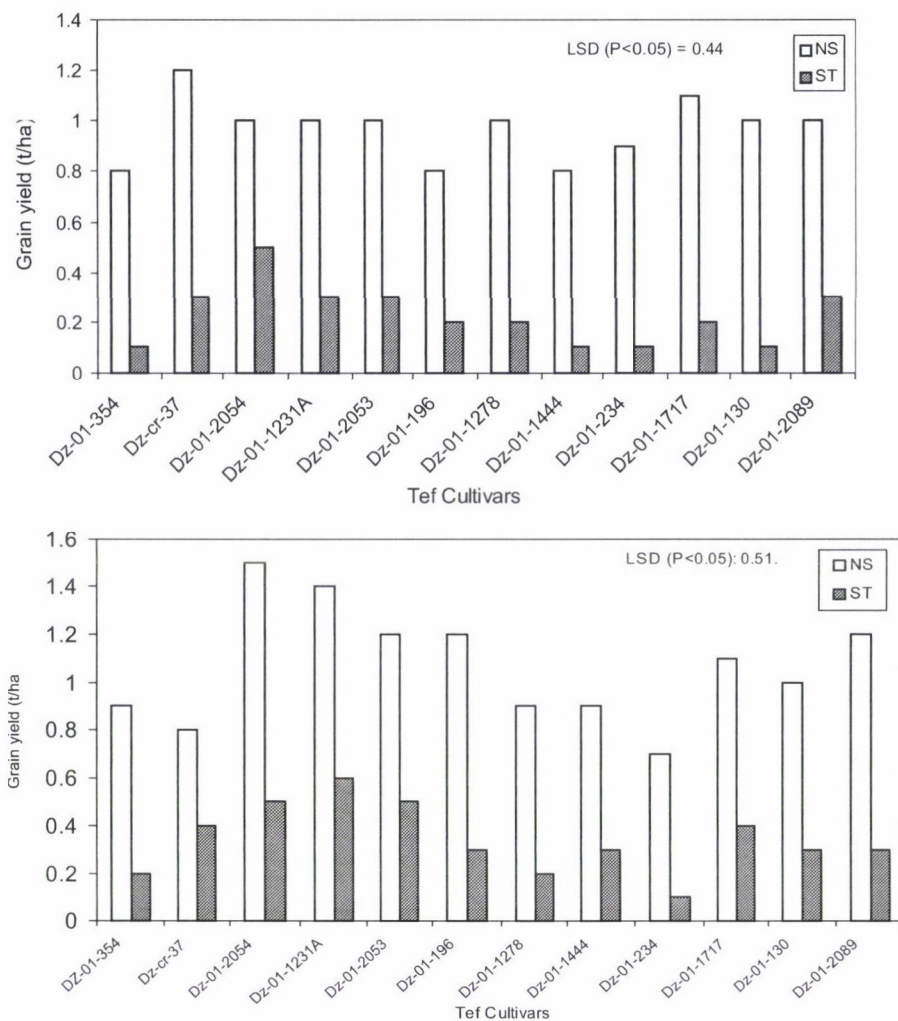 1.4
1.2
1
0.8
0.6
0.4
0.2
0
Grain yield (t/ha)
LSD (P<0.05) = 0.44
NS
ST
Dz-01-354
Dz-cr-37
Dz-01-2054
Dz-01-1231A
Dz-01-2053
Dz-01-196
Dz-01-1278
Dz-01-1444
Dz-01-234
Dz-01-1717
Dz-01-130
Dz-01-2089
Tef Cultivars
1.6
1.4
1.2
1
0.8
0.6
0.4
0.2
0
Grain yield (t/ha
LSD (P<0.05): 0.51.
NS
ST
Dz-01-354
Dz-cr-37
Dz-01-2054
Dz-01-1231A
Dz-01-2053
Dz-01-196
Dz-01-1278
Dz-01-1444
Dz-01-234
Dz-01-1717
Dz-01-130
Dz-01-2089
Tef Cultivars